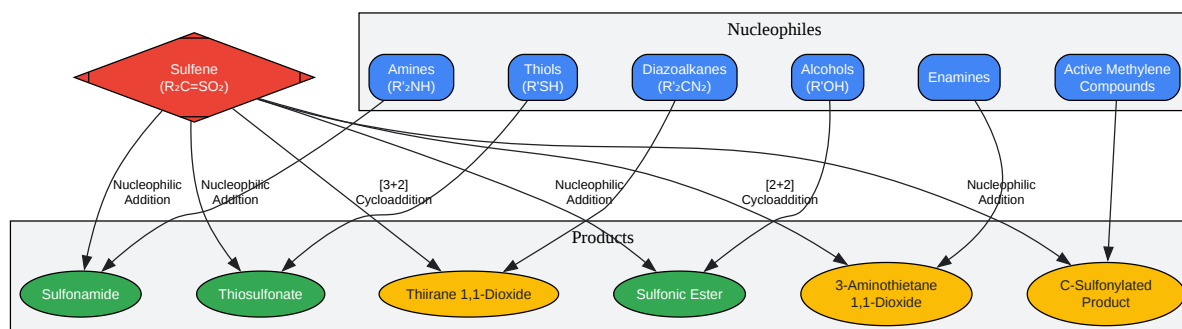 Nucleophiles
Sulfene
(R₂C=SO₂)
Amines
(R'₂NH)
Thiols
(R'SH)
Diazoalkanes
(R'₂CN₂)
Alcohols
(R'OH)
Enamines
Active Methylene
Compounds
Nucleophilic
Addition
Nucleophilic
Addition
[3+2]
Cycloaddition
Nucleophilic
Addition
[2+2]
Cycloaddition
Nucleophilic
Addition
Products
Sulfonamide
Thiosulfonate
Thiirane 1,1-Dioxide
Sulfonic Ester
3-Aminothietane
1,1-Dioxide
C-Sulfonylated
Product